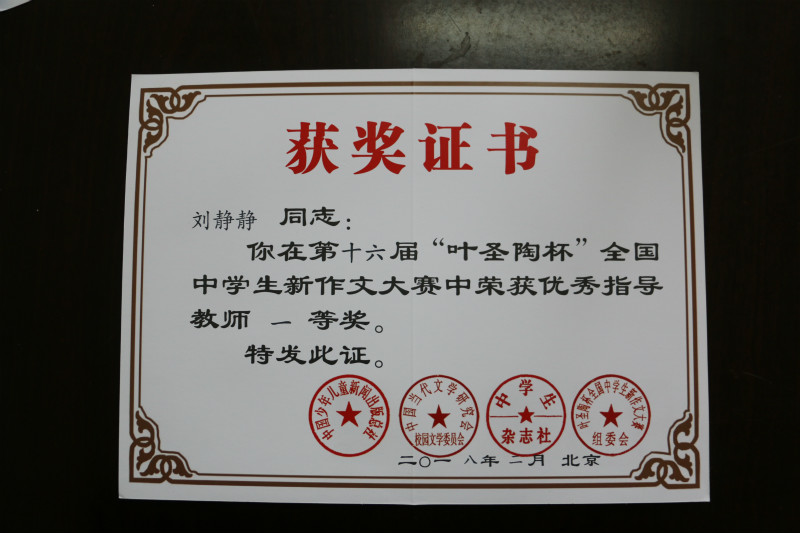 获奖证书
刘静静 同志：
你在第十六届“叶圣陶杯”全国
中学生新作文大赛中荣获优秀指导
教师 一 等奖。
特发此证。
中国少年儿童新闻出版总社
中国当代文学研究会
校园文学委员会
中学生
杂志社
叶圣陶杯全国中学生新作文大赛
组委会
二〇一八年 二月 北京